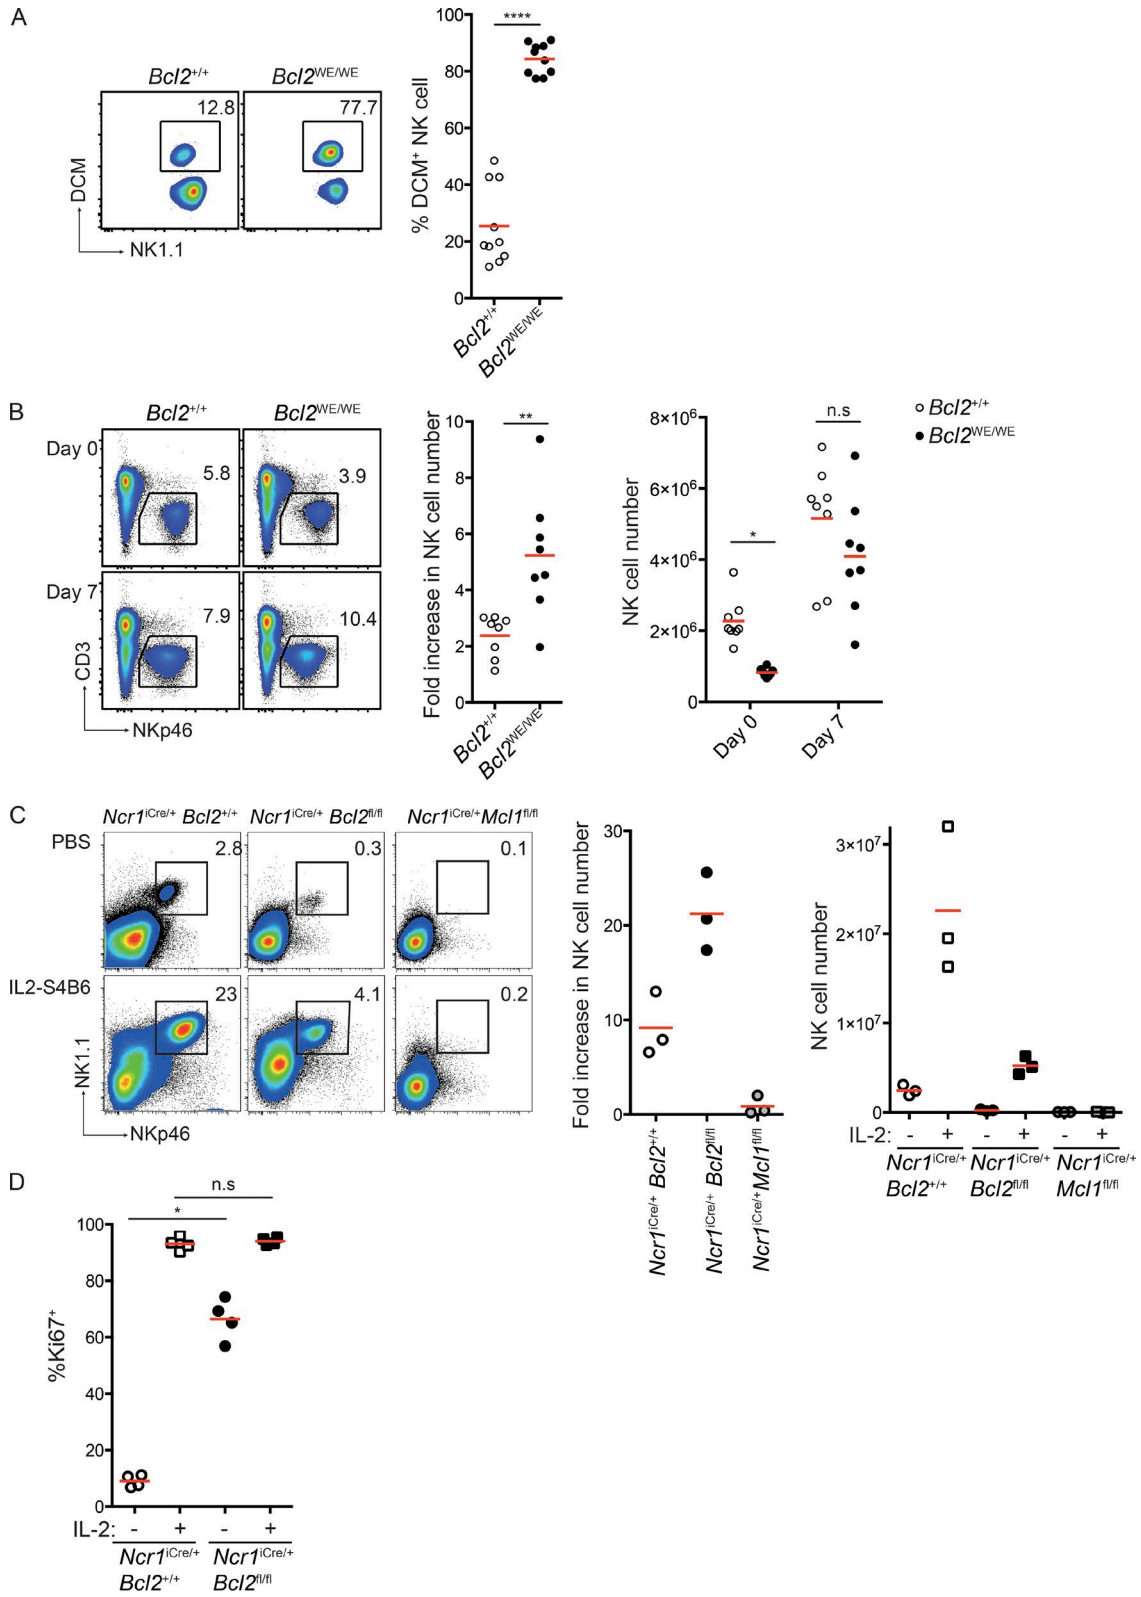 A
Bcl2+/+
Bcl2WE/WE
12.8
77.7
DCM
NK1.1
% DCM+ NK cell
100
80
60
40
20
0
****
Bcl2+/+
Bcl2WE/WE
B
Bcl2+/+
Bcl2WE/WE
Day 0
5.8
3.9
Day 7
7.9
10.4
CD3
NKp46
Fold increase in NK cell number
10
8
6
4
2
0
**
Bcl2+/+
Bcl2WE/WE
NK cell number
8×10⁶
6×10⁶
4×10⁶
2×10⁶
0
*
n.s
Day 0
Day 7
Bcl2+/+
Bcl2WE/WE
C
Ncr1iCre/+ Bcl2+/+
Ncr1iCre/+ Bcl2fl/fl
Ncr1iCre/+Mcl1fl/fl
PBS
2.8
0.3
0.1
IL2-S4B6
23
4.1
0.2
NK1.1
NKp46
Fold increase in NK cell number
30
20
10
0
Ncr1iCre/+ Bcl2+/+
Ncr1iCre/+ Bcl2fl/fl
Ncr1iCre/+Mcl1fl/fl
NK cell number
3×10⁷
2×10⁷
1×10⁷
0
IL-2: - + - + - +
Ncr1iCre/+ Ncr1iCre/+ Ncr1iCre/+
Bcl2+/+ Bcl2fl/fl Mcl1fl/fl
D
n.s
*
%Ki67+
100
80
60
40
20
0
IL-2: - + - +
Ncr1iCre/+ Ncr1iCre/+
Bcl2+/+ Bcl2fl/fl